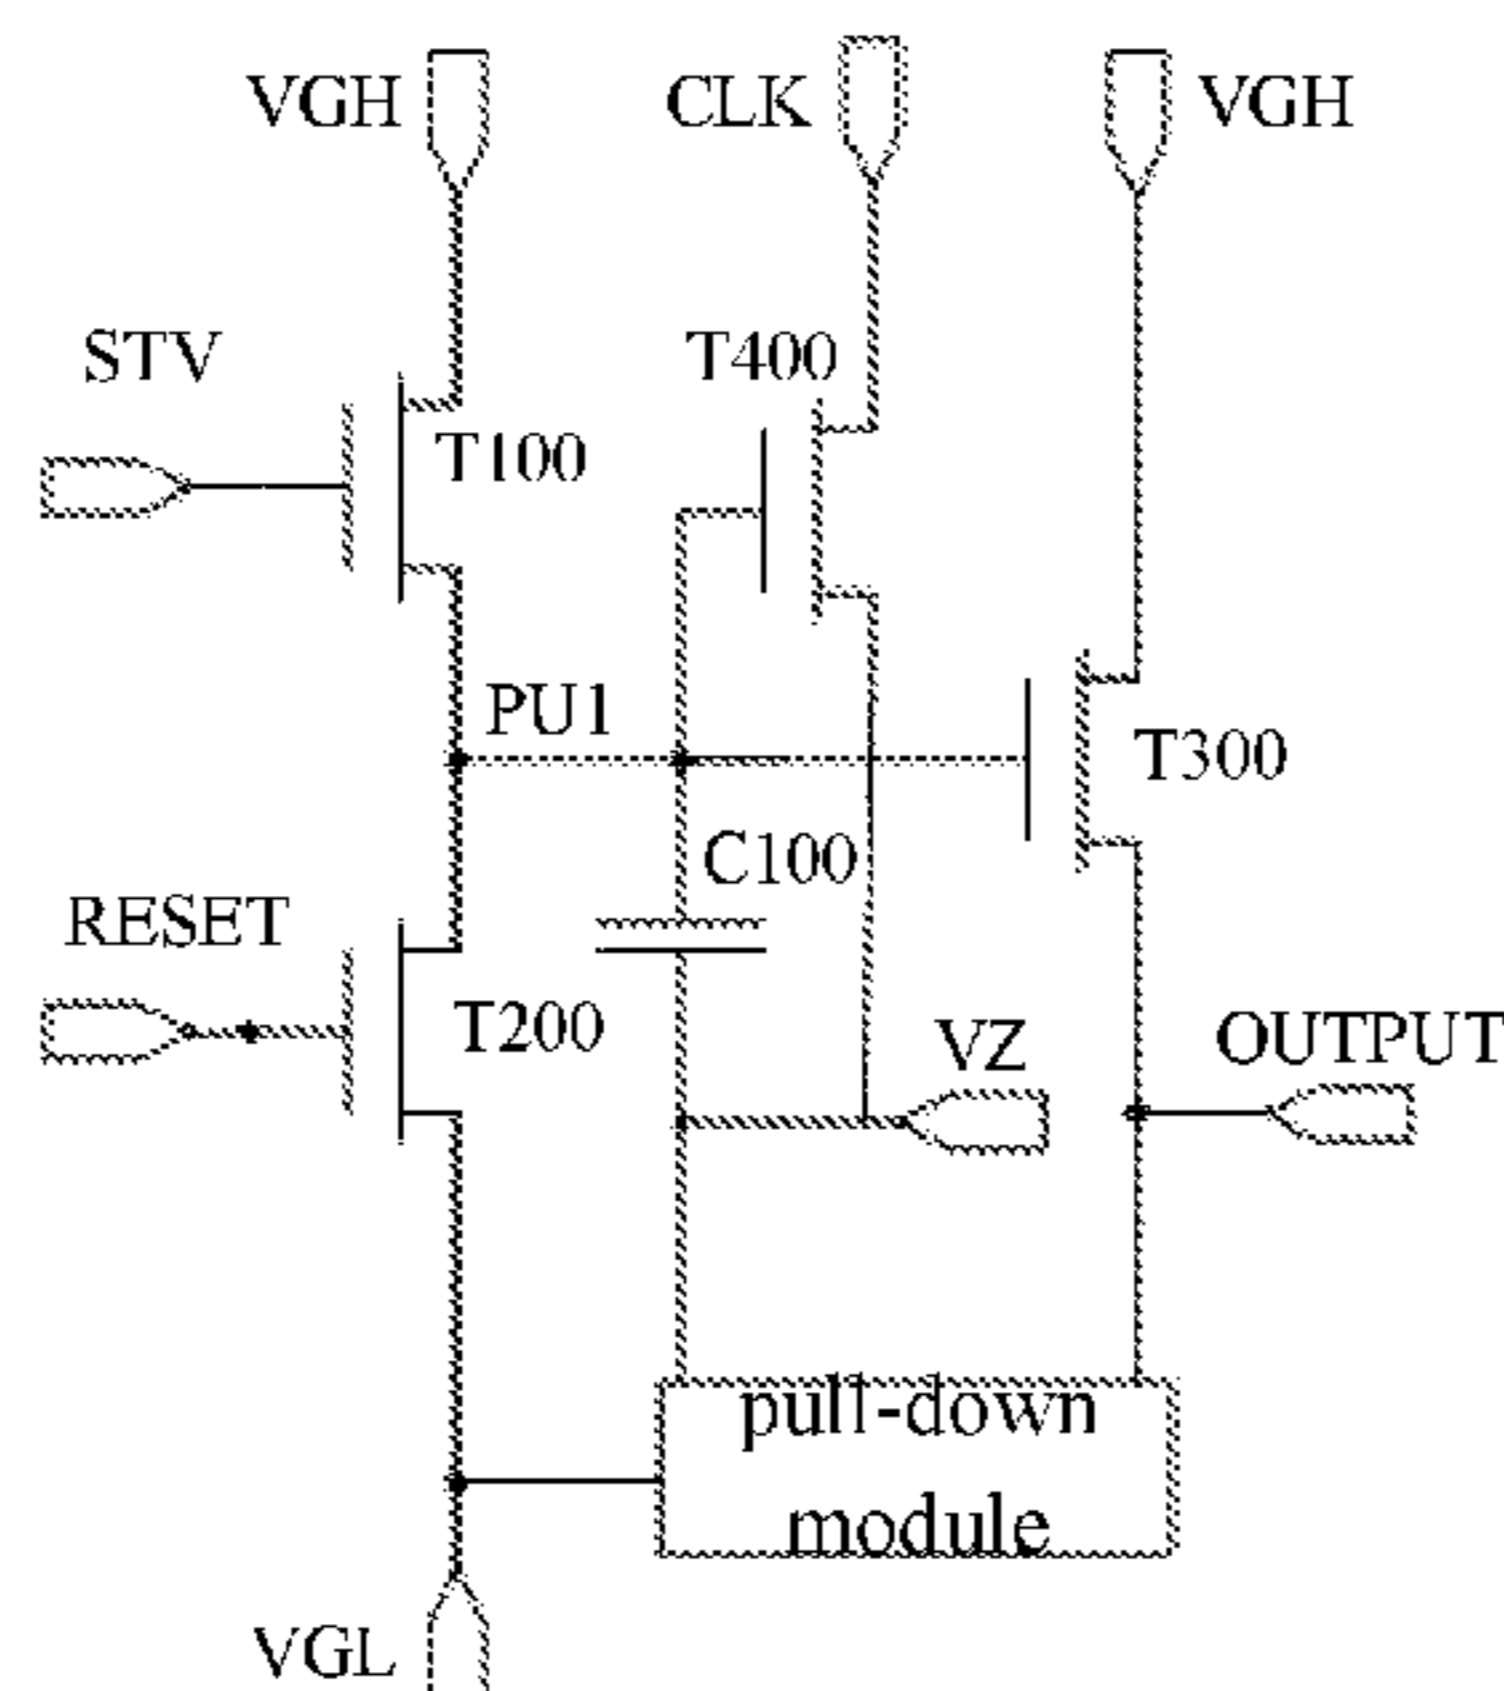 VGH
CLK
VGH
STV
T400
T100
PU1
T300
C100
RESET
T200
VZ
OUTPUT
pull-down
module
VGL